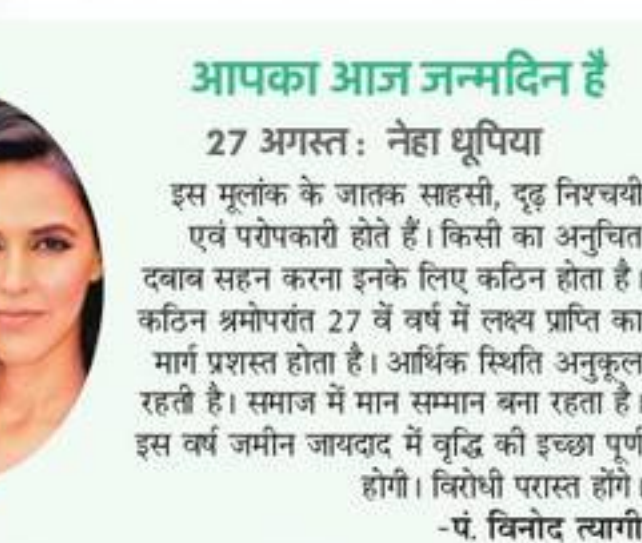 आपका आज जन्मदिन है
27 अगस्त : नेहा धूपिया
इस मूलांक के जातक साहसी, दृढ़ निश्चयी
एवं परोपकारी होते हैं। किसी का अनुचित
दबाब सहन करना इनके लिए कठिन होता है।
कठिन श्रमोपरांत 27 वें वर्ष में लक्ष्य प्राप्ति का
मार्ग प्रशस्त होता है। आर्थिक स्थिति अनुकूल
रहती है। समाज में मान सम्मान बना रहता है।
इस वर्ष जमीन जायदाद में वृद्धि की इच्छा पूर्ण
होगी। विरोधी परास्त होंगे।
-पं. विनोद त्यागी